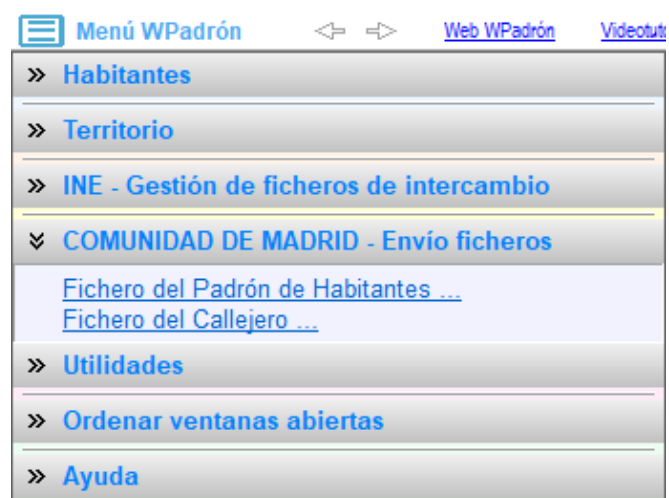 Menú WPadrón Web WPadrón
Habitantes
Territorio
INE - Gestión de ficheros de intercambio
COMUNIDAD DE MADRID - Envío ficheros
Fichero del Padrón de Habitantes ...
Fichero del Callejero ...
Utilidades
Ordenar ventanas abiertas
Ayuda